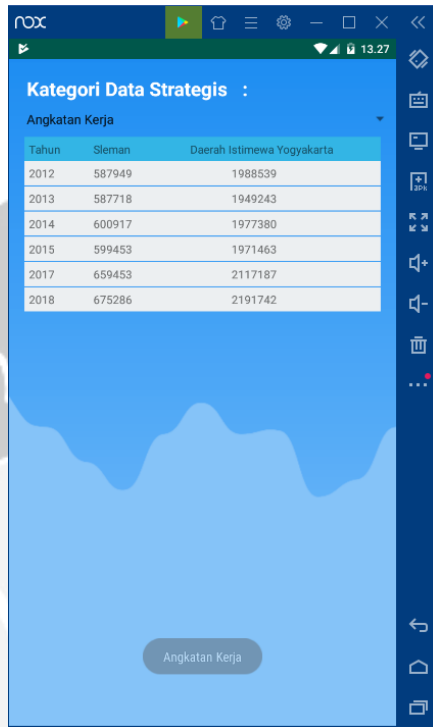 nox
13.27
Kategori Data Strategis :
Angkatan Kerja
Tahun Sleman Daerah Istimewa Yogyakarta
2012 587949 1988539
2013 587718 1949243
2014 600917 1977380
2015 599453 1971463
2017 659453 2117187
2018 675286 2191742
Angkatan Kerja